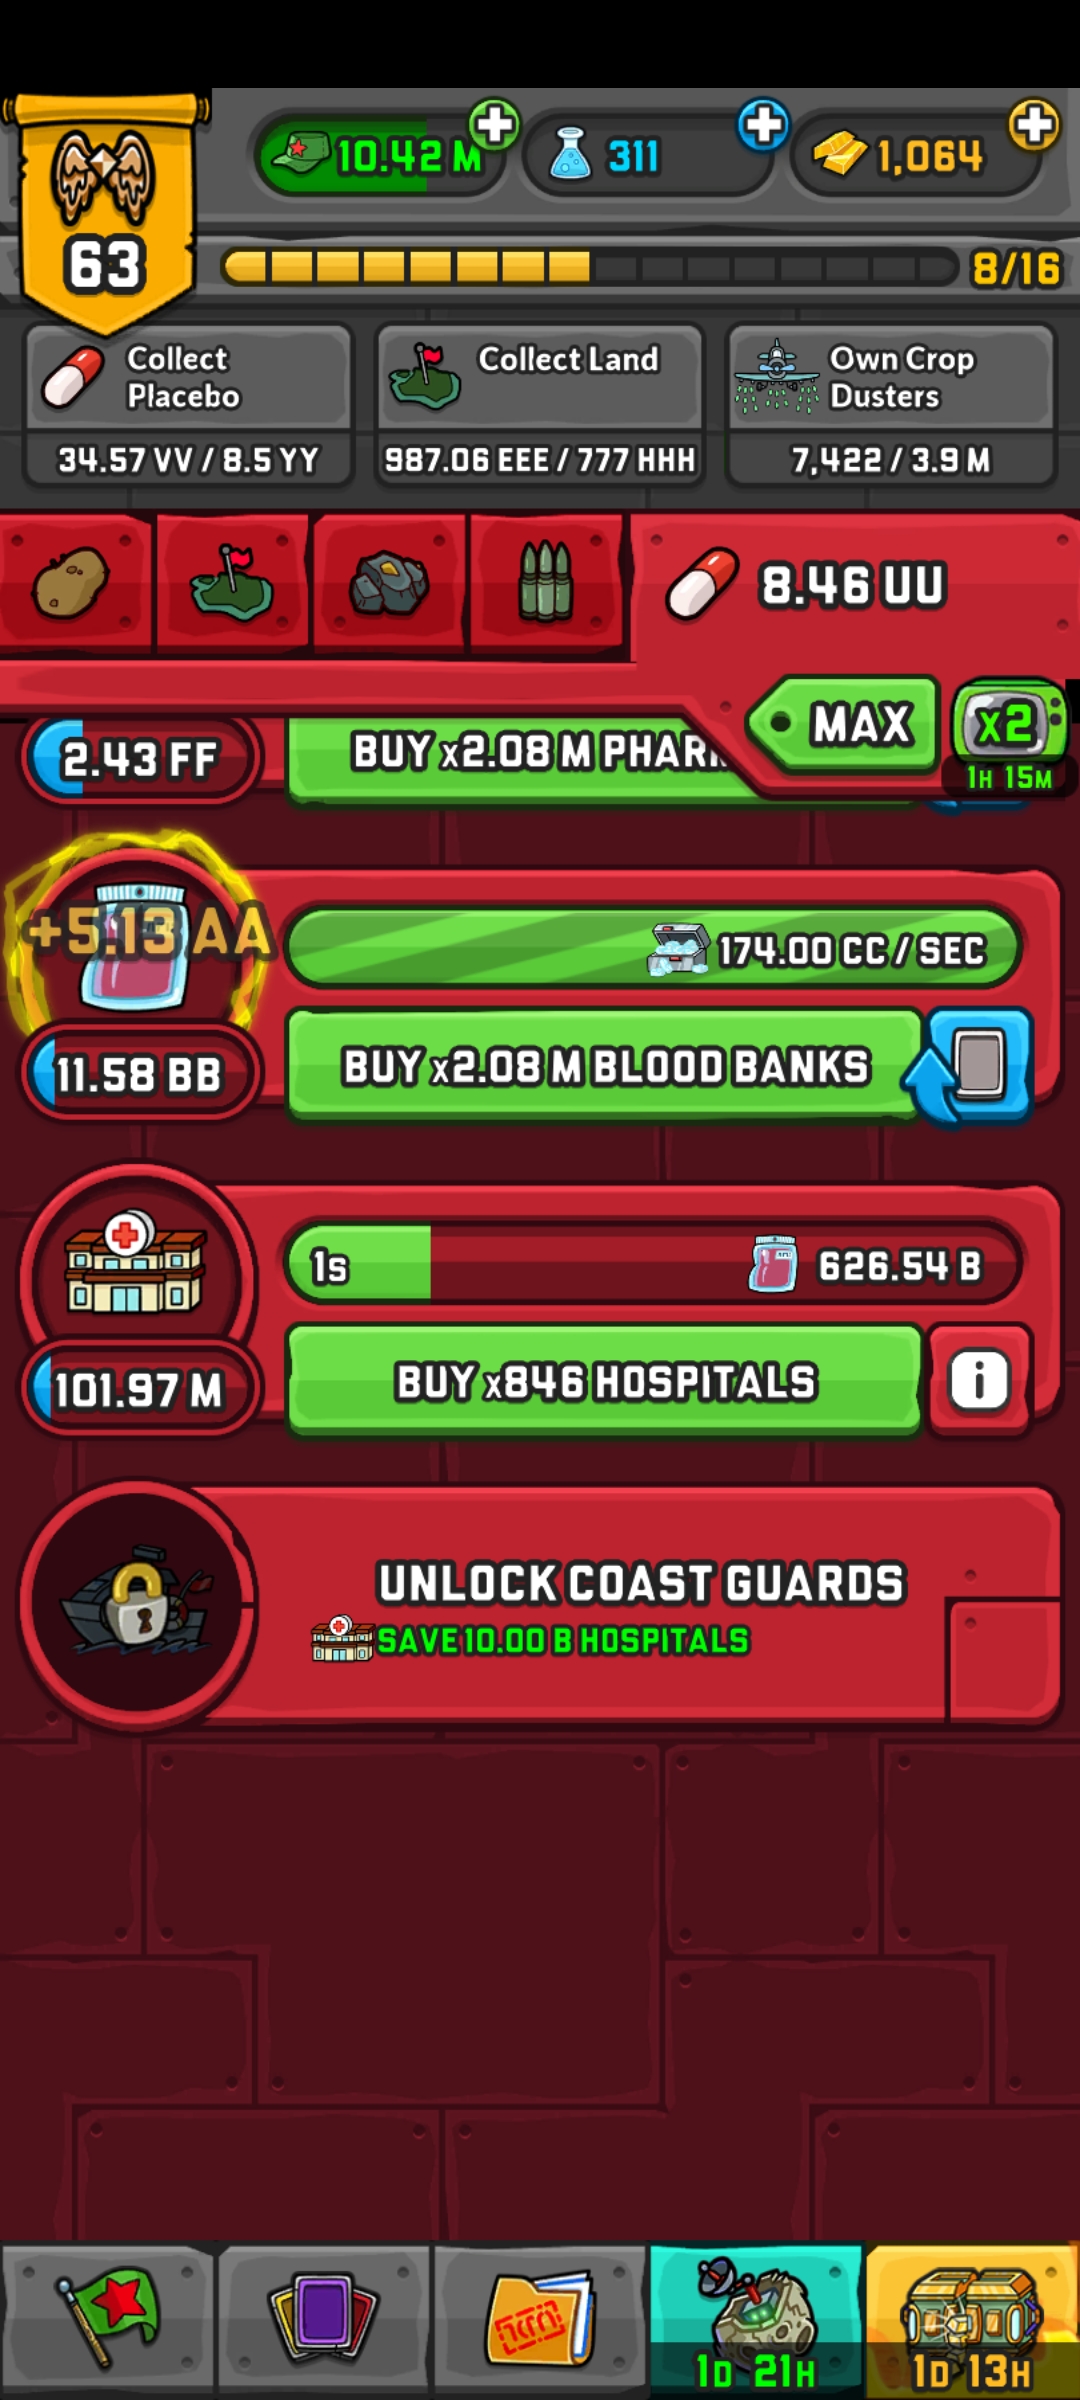 10.42 M
311
1,064
63
8/16
Collect
Placebo
34.57 VV / 8.5 YY
Collect Land
987.06 EEE / 777 HHH
Own Crop
Dusters
7,422 / 3.9 M
8.46 UU
MAX
x2
1H 15M
2.43 FF
BUY x2.08 M PHARM
+5.13 AA
174.00 CC / SEC
11.58 BB
BUY x2.08 M BLOOD BANKS
1s
626.54 B
101.97 M
BUY x846 HOSPITALS
i
UNLOCK COAST GUARDS
SAVE 10.00 B HOSPITALS
1D 21H
1D 13H